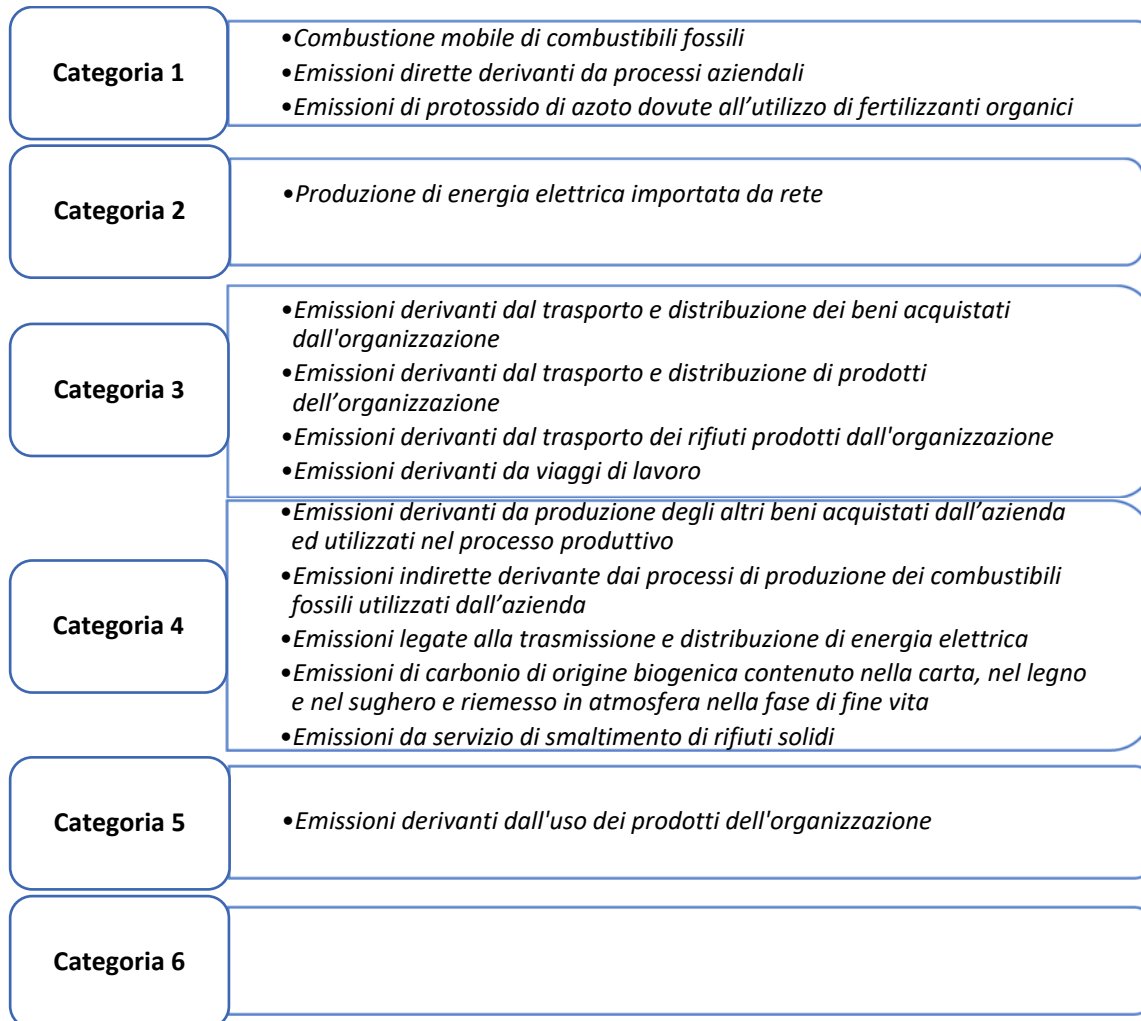 Categoria 1
•Combustione mobile di combustibili fossili
•Emissioni dirette derivanti da processi aziendali
•Emissioni di protossido di azoto dovute all’utilizzo di fertilizzanti organici
Categoria 2
•Produzione di energia elettrica importata da rete
Categoria 3
•Emissioni derivanti dal trasporto e distribuzione dei beni acquistati
dall'organizzazione
•Emissioni derivanti dal trasporto e distribuzione di prodotti
dell’organizzazione
•Emissioni derivanti dal trasporto dei rifiuti prodotti dall'organizzazione
•Emissioni derivanti da viaggi di lavoro
Categoria 4
•Emissioni derivanti da produzione degli altri beni acquistati dall’azienda
ed utilizzati nel processo produttivo
•Emissioni indirette derivante dai processi di produzione dei combustibili
fossili utilizzati dall’azienda
•Emissioni legate alla trasmissione e distribuzione di energia elettrica
•Emissioni di carbonio di origine biogenica contenuto nella carta, nel legno
e nel sughero e riemesso in atmosfera nella fase di fine vita
•Emissioni da servizio di smaltimento di rifiuti solidi
Categoria 5
•Emissioni derivanti dall'uso dei prodotti dell'organizzazione
Categoria 6